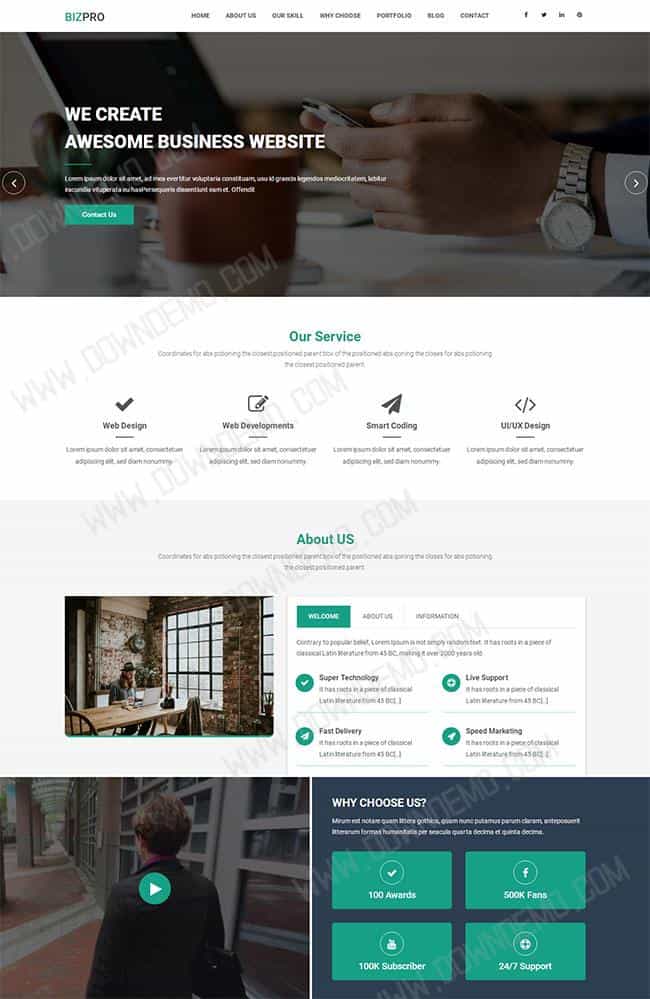 BIZPRO
HOME ABOUT US OUR SKILL WHY CHOOSE PORTFOLIO BLOG CONTACT
WE CREATE
AWESOME BUSINESS WEBSITE
Lorem ipsum dolor sit amet, ad mea evertitur voluptaria constituam, usu id graecis legendos mediocritatem, labitur
iracundia vituperata eu hasPersequeris dissentiunt eam et. Offendit
Contact Us
Our Service
Coordinates for abs potioning the closest positioned parent box of the positioned abs ioning the closes for abs potioning
the closest positioned parent.
Web Design
Web Developments
Smart Coding
UI/UX Design
Lorem ipsum dolor sit amet, consectetuer
adipiscing elit, sed diam nonummy.
Lorem ipsum dolor sit amet, consectetuer
adipiscing elit, sed diam nonummy.
Lorem ipsum dolor sit amet, consectetuer
adipiscing elit, sed diam nonummy.
Lorem ipsum dolor sit amet, consectetuer
adipiscing elit, sed diam nonummy.
About US
Coordinates for abs potioning the closest positioned parent box of the positioned abs ioning the closes for abs potioning
the closest positioned parent.
WELCOME ABOUT US INFORMATION
Contrary to popular belief, Lorem Ipsum is not simply random text. It has roots in a piece of
classical Latin literature from 45 BC, making it over 2000 years old.
Super Technology
It has roots in a piece of classical
Latin literature from 45 BC[..]
Live Support
It has roots in a piece of classical
Latin literature from 45 BC[..]
Fast Delivery
It has roots in a piece of classical
Latin literature from 45 BC[..]
Speed Marketing
It has roots in a piece of classical
Latin literature from 45 BC[..]
WHY CHOOSE US?
Mirum est notare quam littera gothica, quam nunc putamus parum claram, anteposuerit
litterarum formas humanitatis per seacula quarta decima et quinta decima.
100 Awards
500K Fans
100K Subscriber
24/7 Support
WWW.DOWNDEMO.COM
WWW.DOWNDEMO.COM
WWW.DOWNDEMO.COM